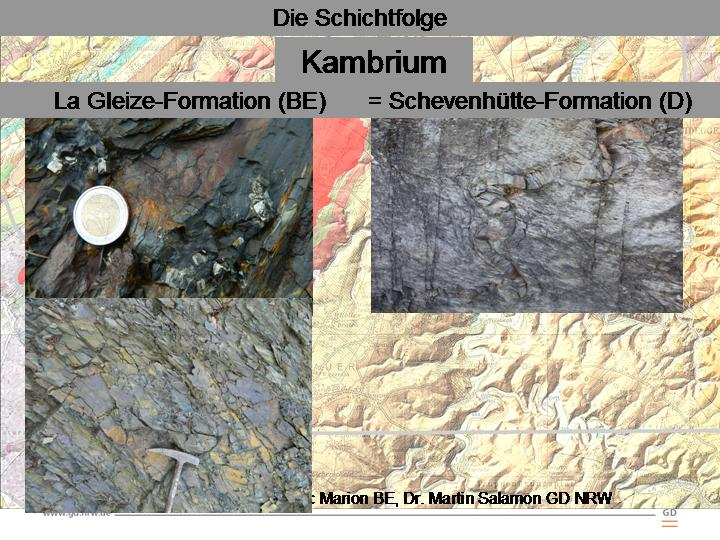 Die Schichtfolge
Kambrium
La Gleize-Formation (BE) = Schevenhütte-Formation (D)
: Marion BE, Dr. Martin Salamon GD NRW
www.gd.nrw.de
GD